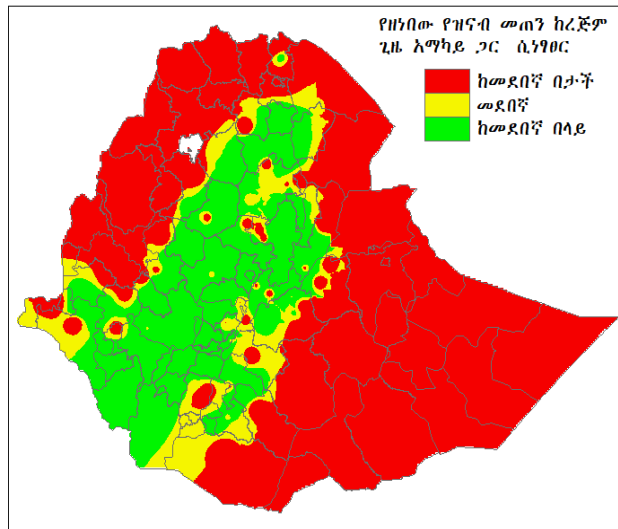 የዘነበው የዝናብ መጠን ከረጅም
ጊዜ አማካይ ጋር ሲነፃፀር
ከመደበኛ በታች
መደበኛ
ከመደበኛ በላይ